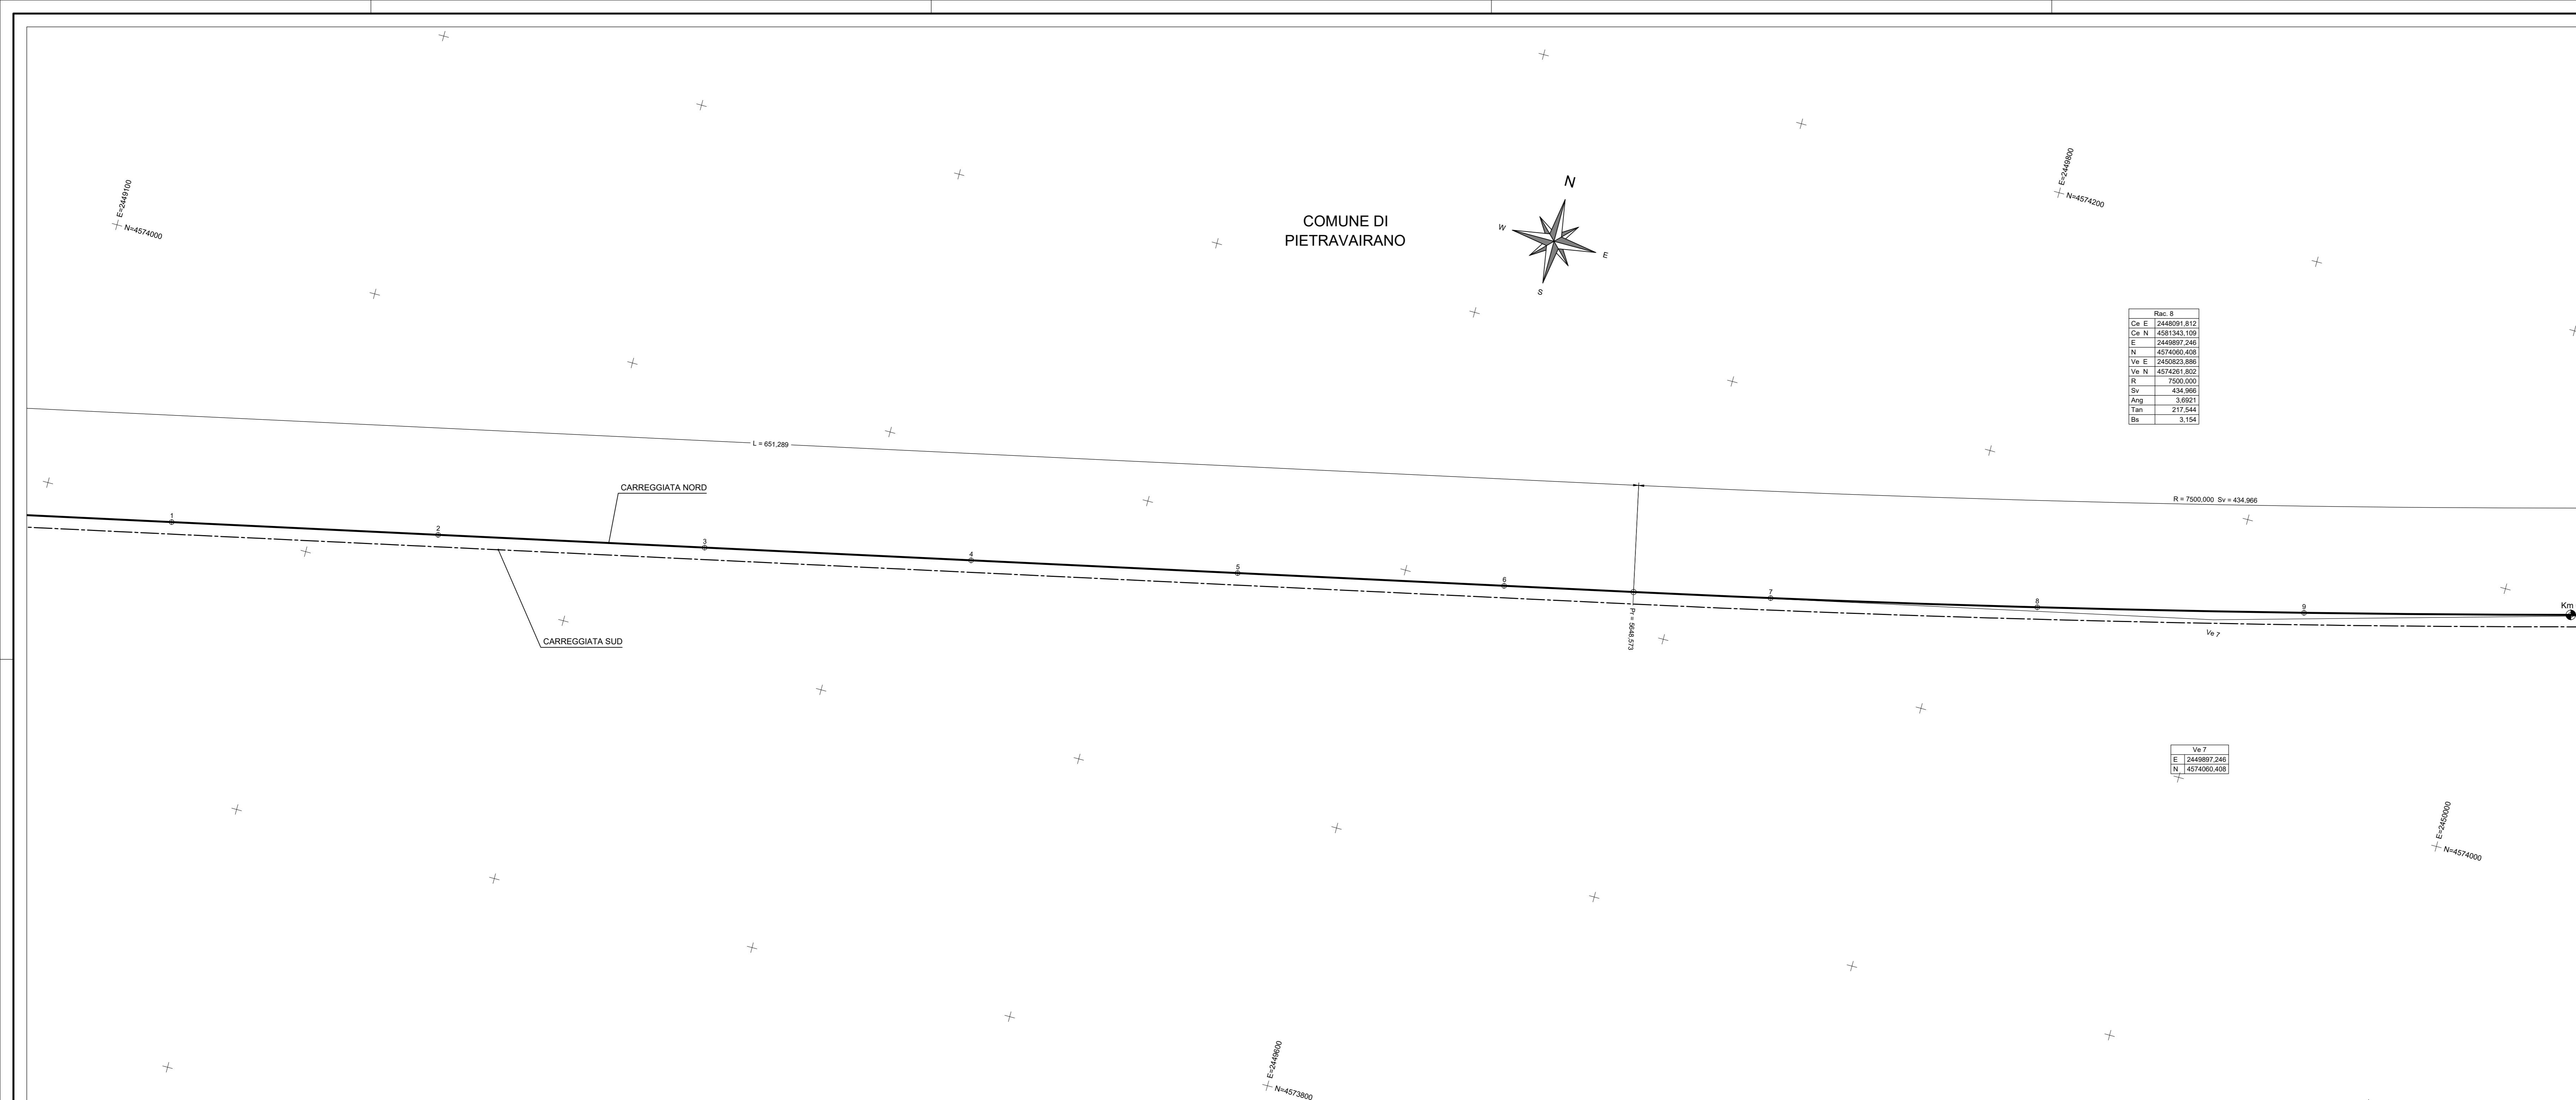 N
W
E
S
COMUNE DI
PIETRAVAIRANO
E=2449100
N=4574000
E=2449800
N=4574200
Rac. 8
Ce E 2448091,812
Ce N 4581343,109
E 2449897,246
N 4574060,408
Ve E 2450823,886
Ve N 4574261,802
R 7500,000
Sv 434,966
Ang 3,6921
Tan 217,544
Bs 3,154
L = 651,289
R = 7500,000 Sv = 434,966
CARREGGIATA NORD
1
2
3
4
5
6
7
8
9
Km
Pr = 5648,573
Ve 7
CARREGGIATA SUD
Ve 7
E 2449897,246
N 4574060,408
E=2450000
N=4574000
E=2449600
N=4573800